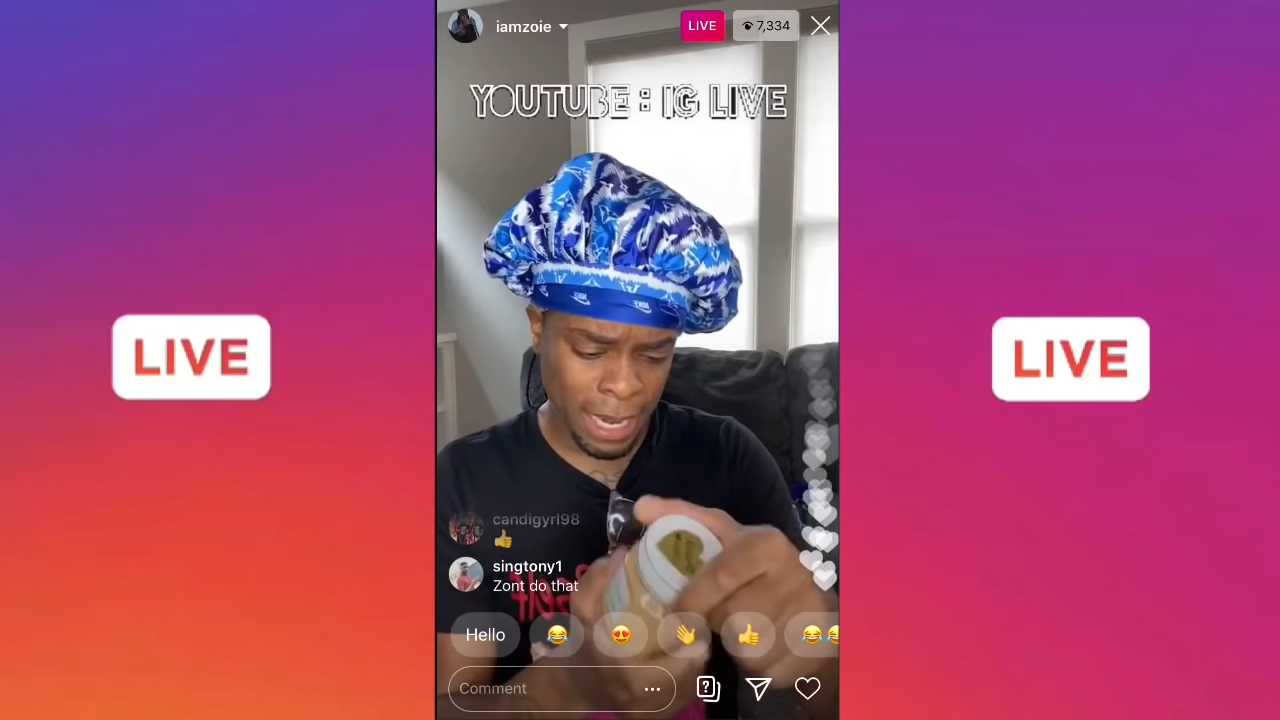 iamzoie
LIVE
7,334
YOUTUBE : IG LIVE
LIVE
LIVE
candigyrl98
👍
singtony1
Zont do that
Hello 😂 😍 👋 👍 😂😂
Comment